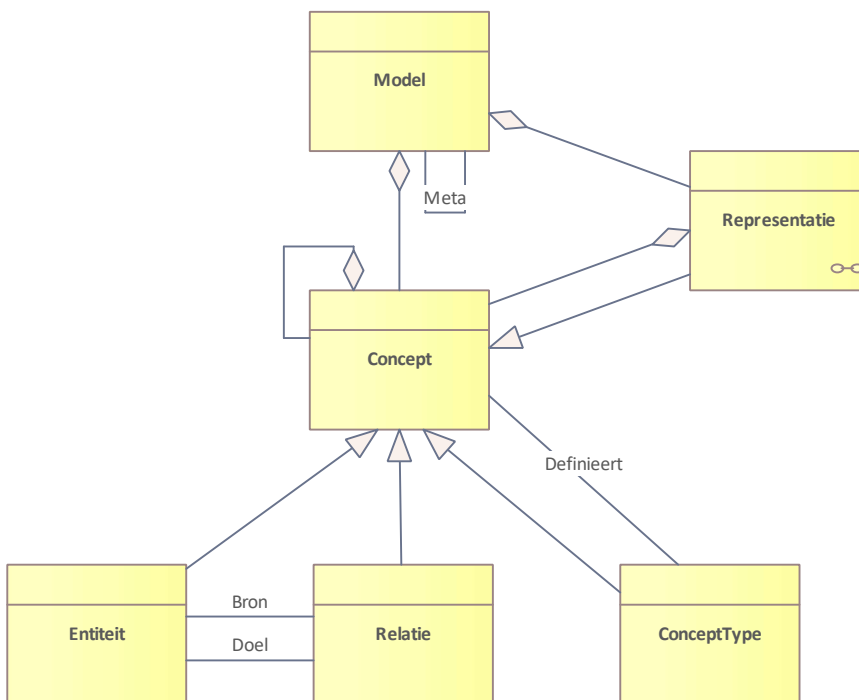 Model
Meta
Representatie
Concept
Definieert
Bron
Entiteit
Relatie
ConceptType
Doel